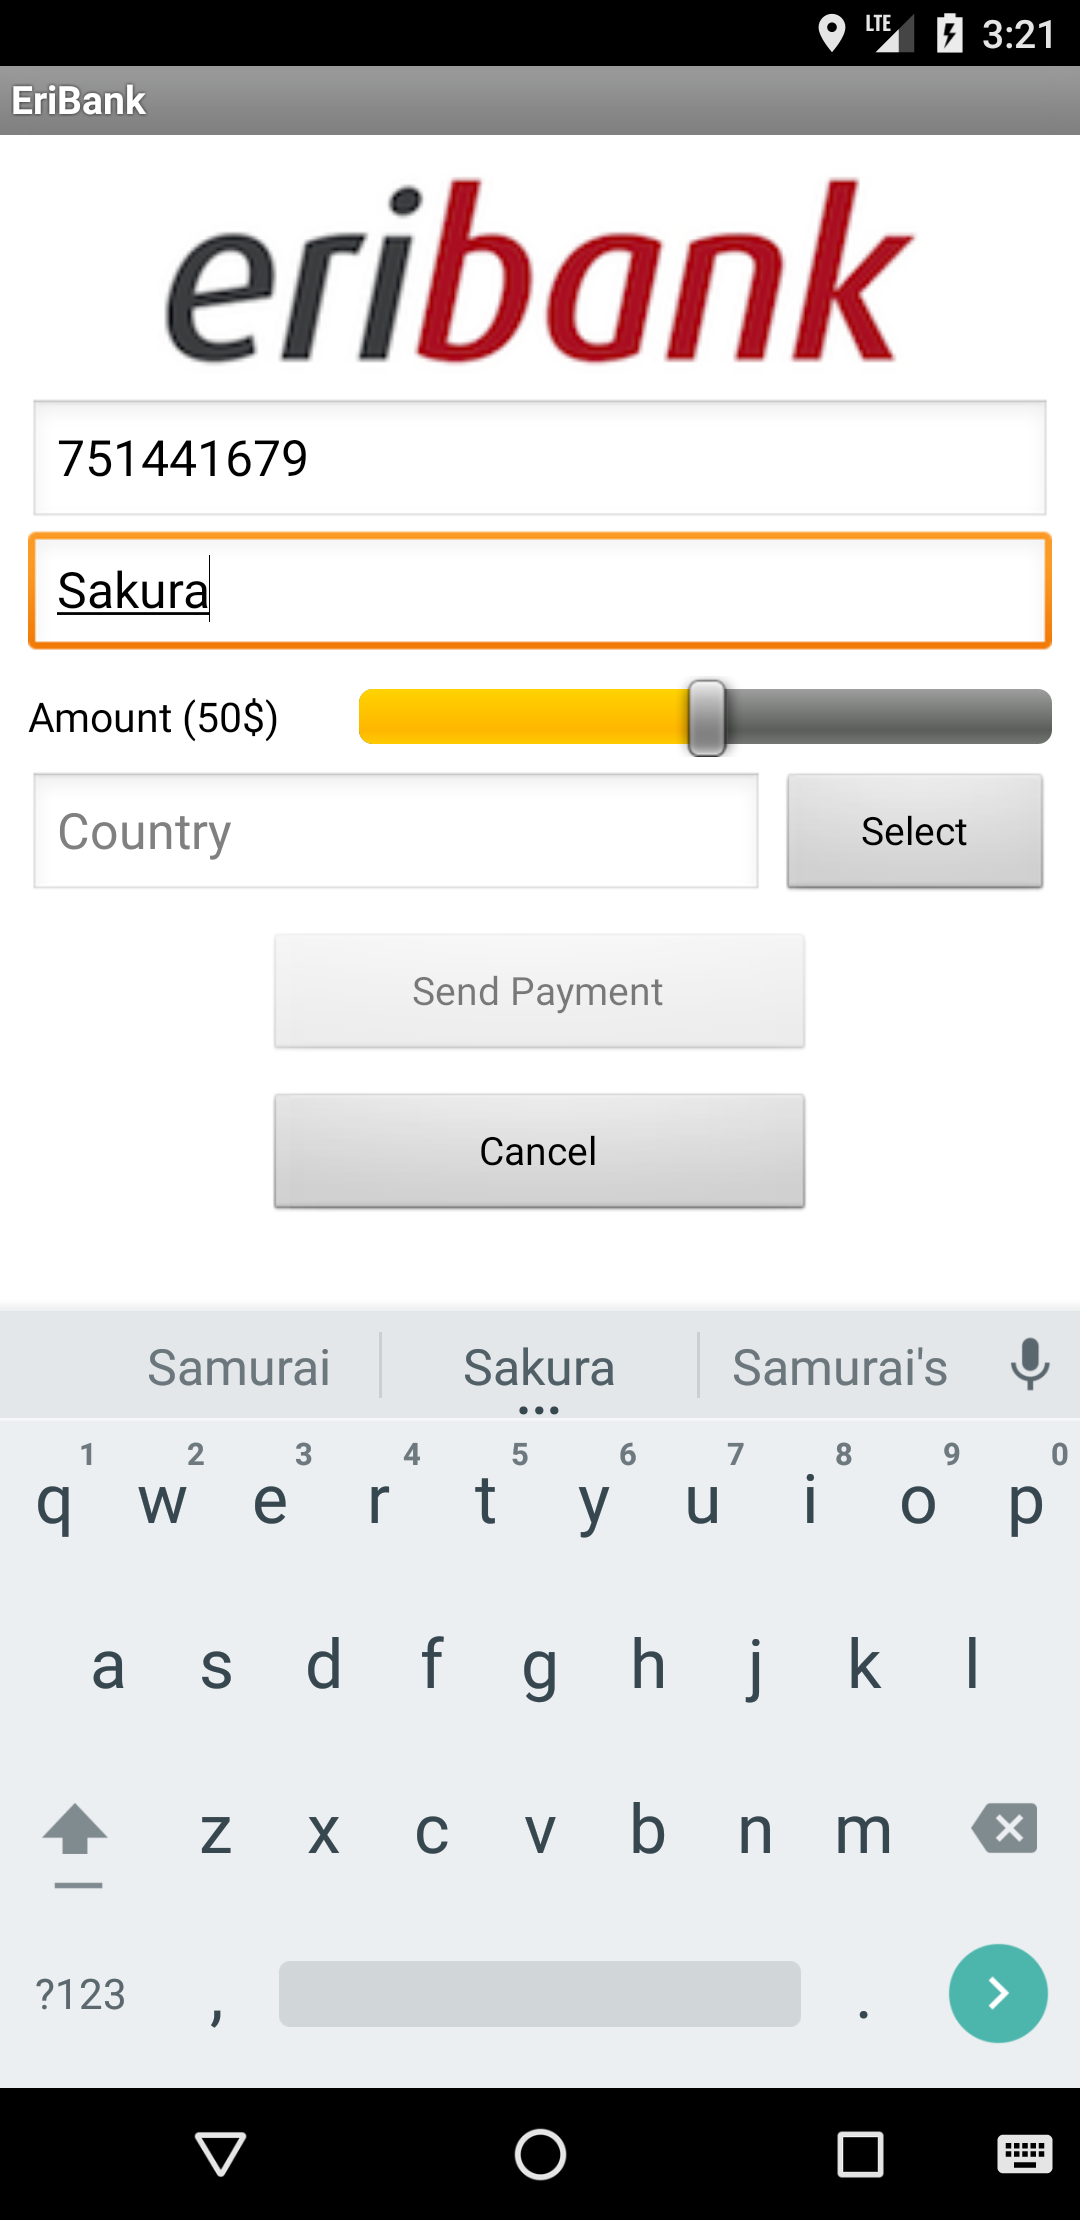 LTE 3:21
EriBank
eribank
751441679
Sakura
Amount (50$)
Country Select
Send Payment
Cancel
Samurai Sakura Samurai's
1 2 3 4 5 6 7 8 9 0
q w e r t y u i o p
a s d f g h j k l
z x c v b n m
?123 , .